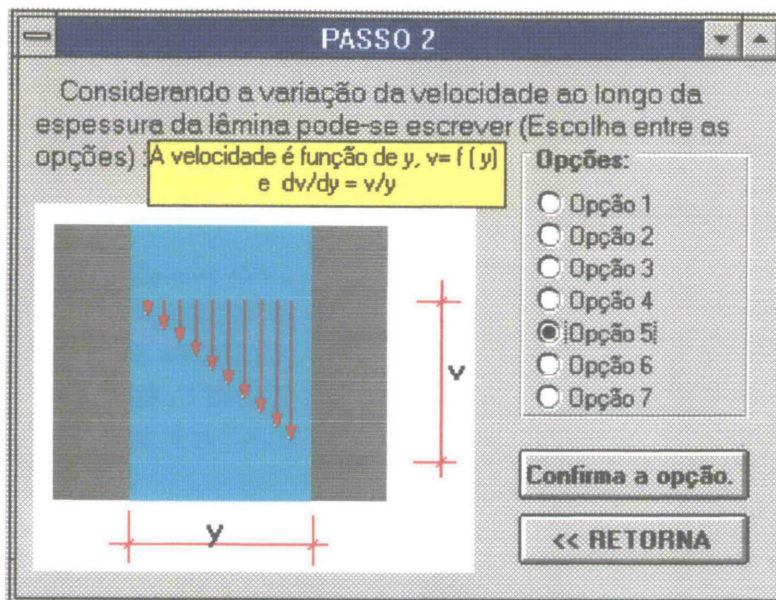 PASSO 2
Considerando a variação da velocidade ao longo da
espessura da lâmina pode-se escrever (Escolha entre as
opções) :
A velocidade é função de y, v= f ( y)
e dv/dy = v/y
Opções:
Opção 1
Opção 2
Opção 3
Opção 4
Opção 5
Opção 6
Opção 7
v
y
Confirma a opção.
<< RETORNA